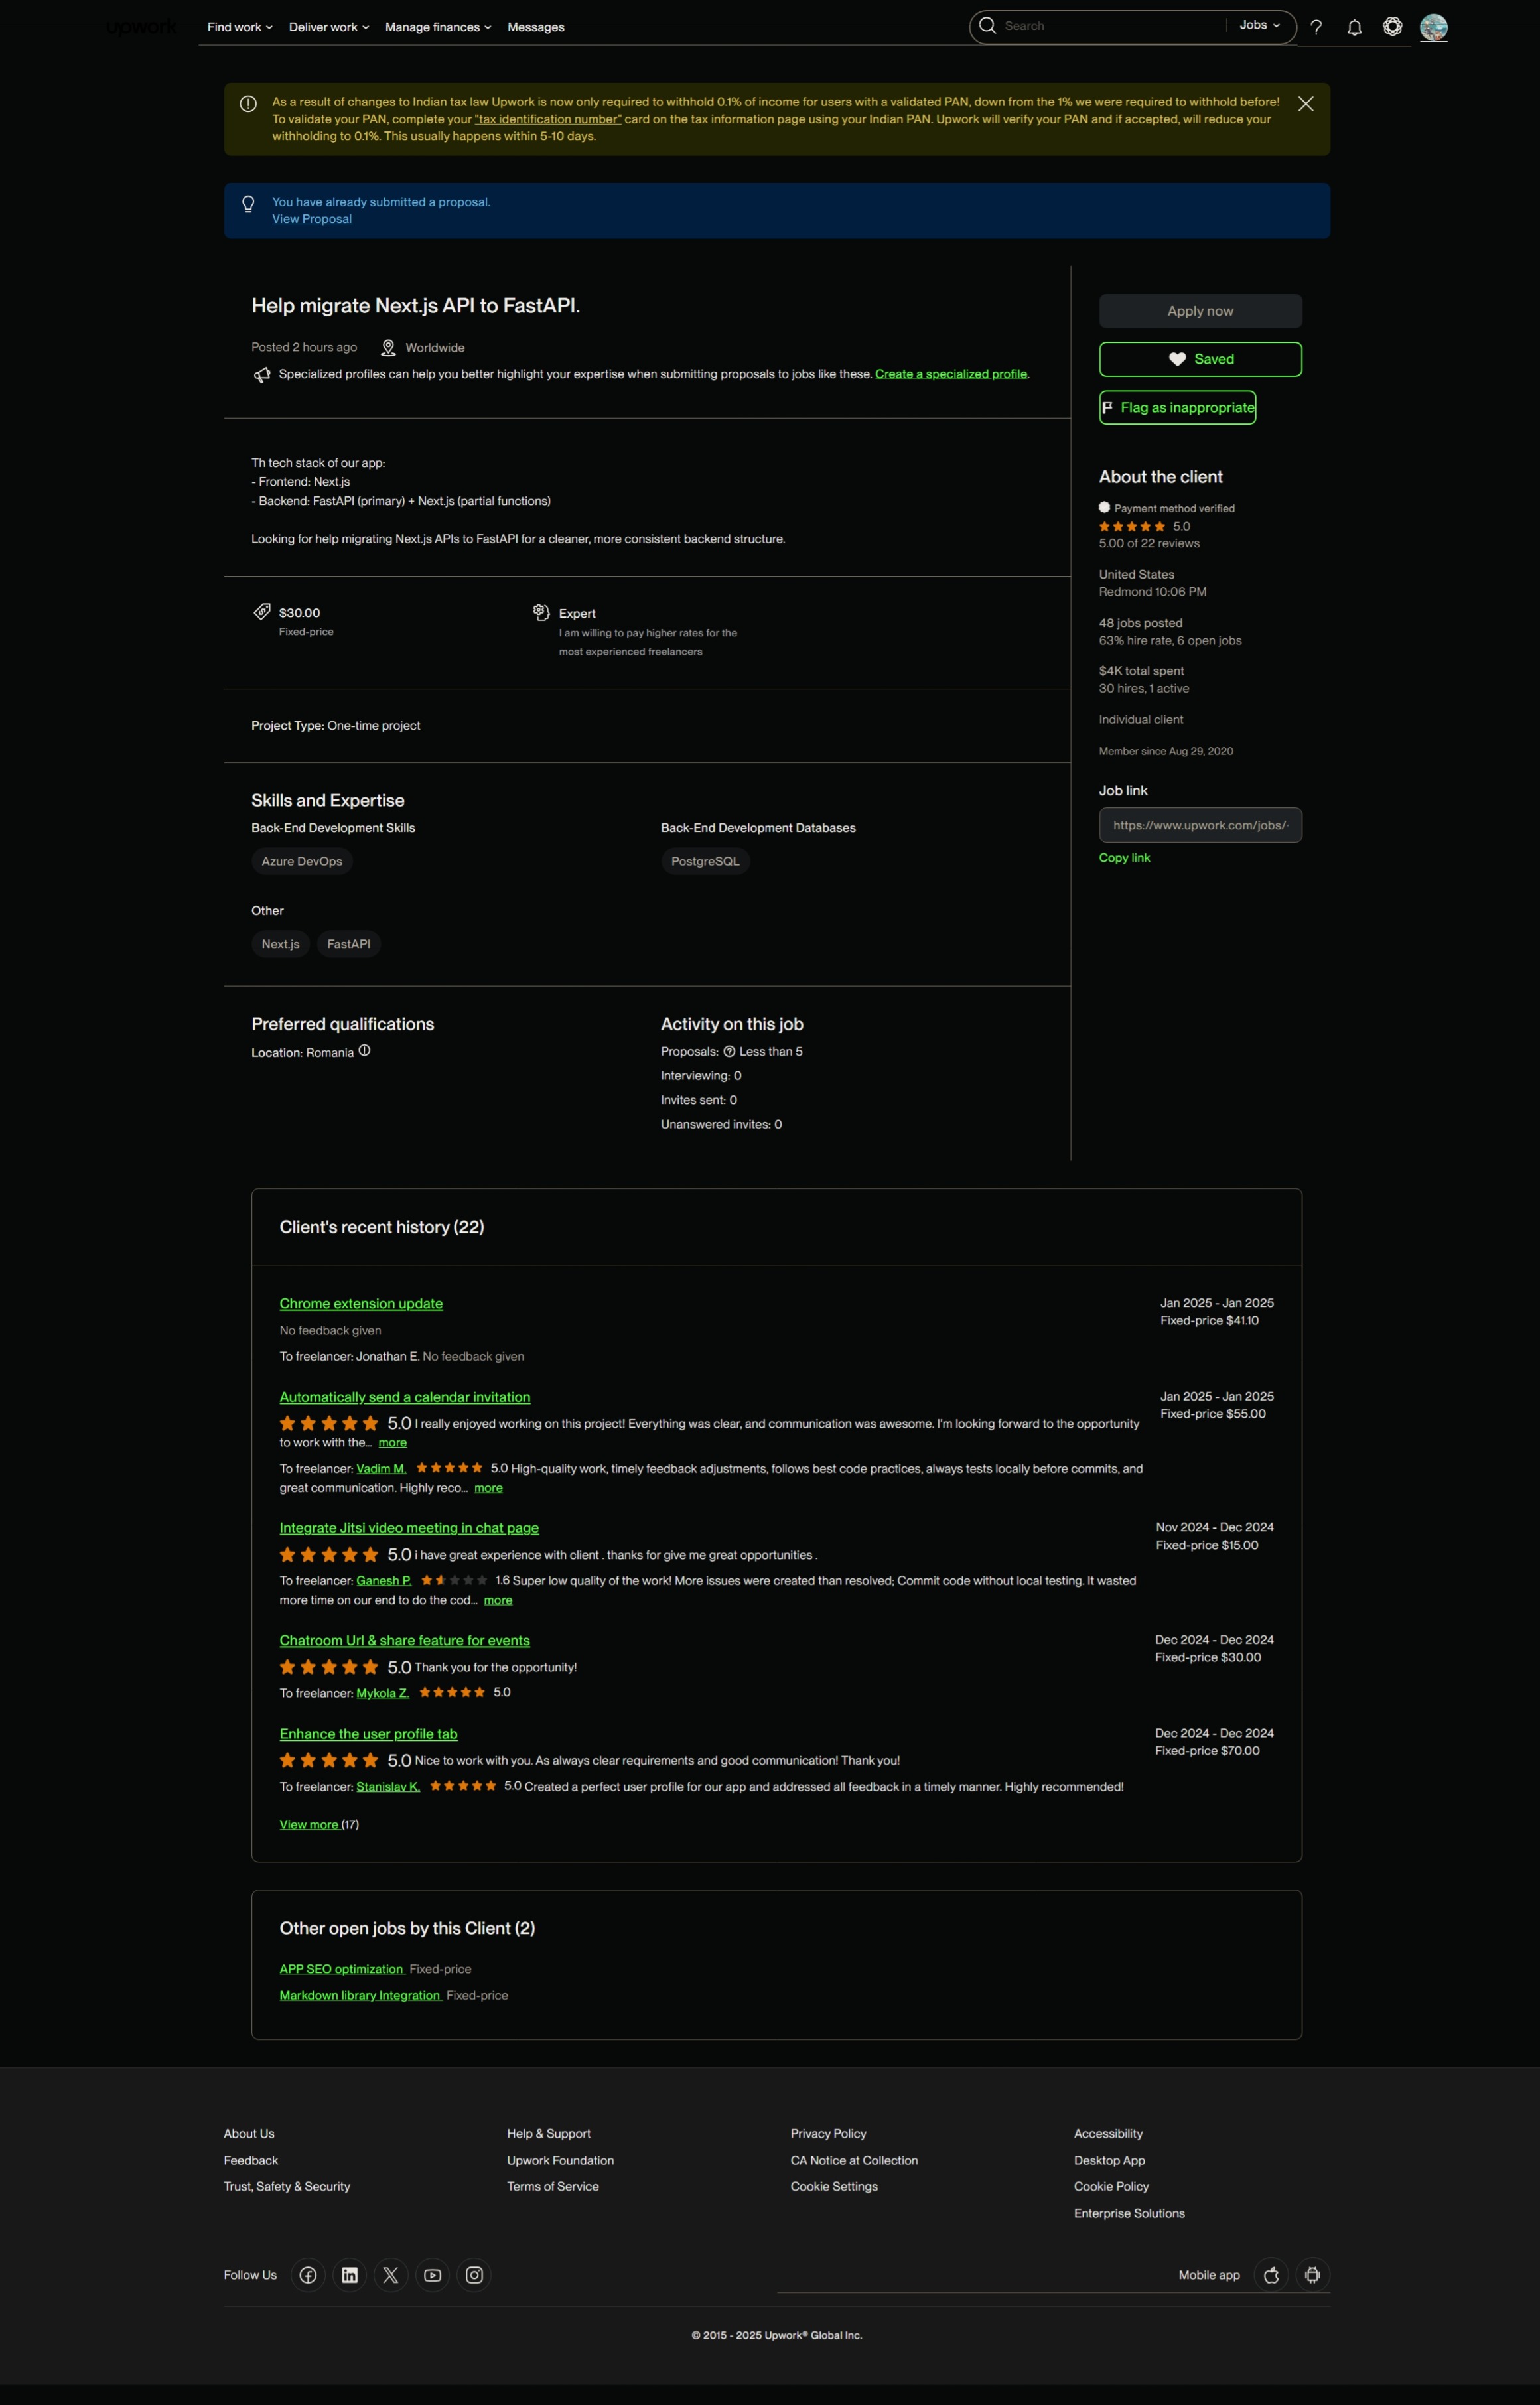 upwork
Find work
Deliver work
Manage finances
Messages
Search
Jobs
As a result of changes to Indian tax law Upwork is now only required to withhold 0.1% of income for users with a validated PAN, down from the 1% we were required to withhold before!
To validate your PAN, complete your "tax identification number" card on the tax information page using your Indian PAN. Upwork will verify your PAN and if accepted, will reduce your
withholding to 0.1%. This usually happens within 5-10 days.
You have already submitted a proposal.
View Proposal
Help migrate Next.js API to FastAPI.
Posted 2 hours ago
Worldwide
Specialized profiles can help you better highlight your expertise when submitting proposals to jobs like these. Create a specialized profile.
Th tech stack of our app:
- Frontend: Next.js
- Backend: FastAPI (primary) + Next.js (partial functions)
Looking for help migrating Next.js APIs to FastAPI for a cleaner, more consistent backend structure.
$30.00
Fixed-price
Expert
I am willing to pay higher rates for the
most experienced freelancers
Project Type: One-time project
Skills and Expertise
Back-End Development Skills
Azure DevOps
Back-End Development Databases
PostgreSQL
Other
Next.js
FastAPI
Preferred qualifications
Location: Romania
Activity on this job
Proposals: Less than 5
Interviewing: 0
Invites sent: 0
Unanswered invites: 0
Apply now
Saved
Flag as inappropriate
About the client
Payment method verified
5.0
5.00 of 22 reviews
United States
Redmond 10:06 PM
48 jobs posted
63% hire rate, 6 open jobs
$4K total spent
30 hires, 1 active
Individual client
Member since Aug 29, 2020
Job link
https://www.upwork.com/jobs/
Copy link
Client's recent history (22)
Chrome extension update
No feedback given
To freelancer: Jonathan E. No feedback given
Jan 2025 - Jan 2025
Fixed-price $41.10
Automatically send a calendar invitation
5.0 I really enjoyed working on this project! Everything was clear, and communication was awesome. I'm looking forward to the opportunity
to work with the... more
To freelancer: Vadim M. 5.0 High-quality work, timely feedback adjustments, follows best code practices, always tests locally before commits, and
great communication. Highly reco... more
Jan 2025 - Jan 2025
Fixed-price $55.00
Integrate Jitsi video meeting in chat page
5.0 i have great experience with client . thanks for give me great opportunities .
To freelancer: Ganesh P. 1.6 Super low quality of the work! More issues were created than resolved; Commit code without local testing. It wasted
more time on our end to do the cod... more
Nov 2024 - Dec 2024
Fixed-price $15.00
Chatroom Url & share feature for events
5.0 Thank you for the opportunity!
To freelancer: Mykola Z. 5.0
Dec 2024 - Dec 2024
Fixed-price $30.00
Enhance the user profile tab
5.0 Nice to work with you. As always clear requirements and good communication! Thank you!
To freelancer: Stanislav K. 5.0 Created a perfect user profile for our app and addressed all feedback in a timely manner. Highly recommended!
Dec 2024 - Dec 2024
Fixed-price $70.00
View more (17)
Other open jobs by this Client (2)
APP SEO optimization Fixed-price
Markdown library Integration Fixed-price
About Us
Feedback
Trust, Safety & Security
Help & Support
Upwork Foundation
Terms of Service
Privacy Policy
CA Notice at Collection
Cookie Settings
Accessibility
Desktop App
Cookie Policy
Enterprise Solutions
Follow Us
Mobile app
© 2015 - 2025 Upwork® Global Inc.